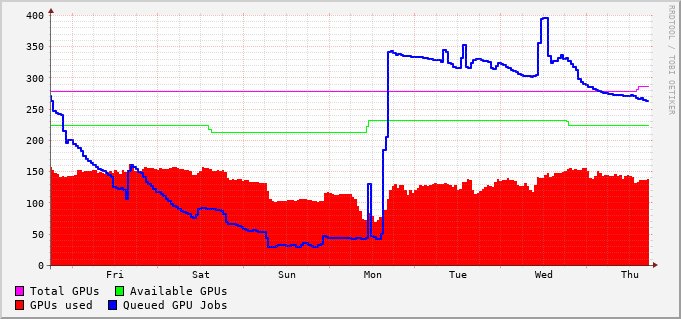 400
350
300
250
200
150
100
50
0
Fri Sat Sun Mon Tue Wed Thu
Total GPUs Available GPUs
GPUs used Queued GPU Jobs
RRDTOOL / TOBI OETIKER